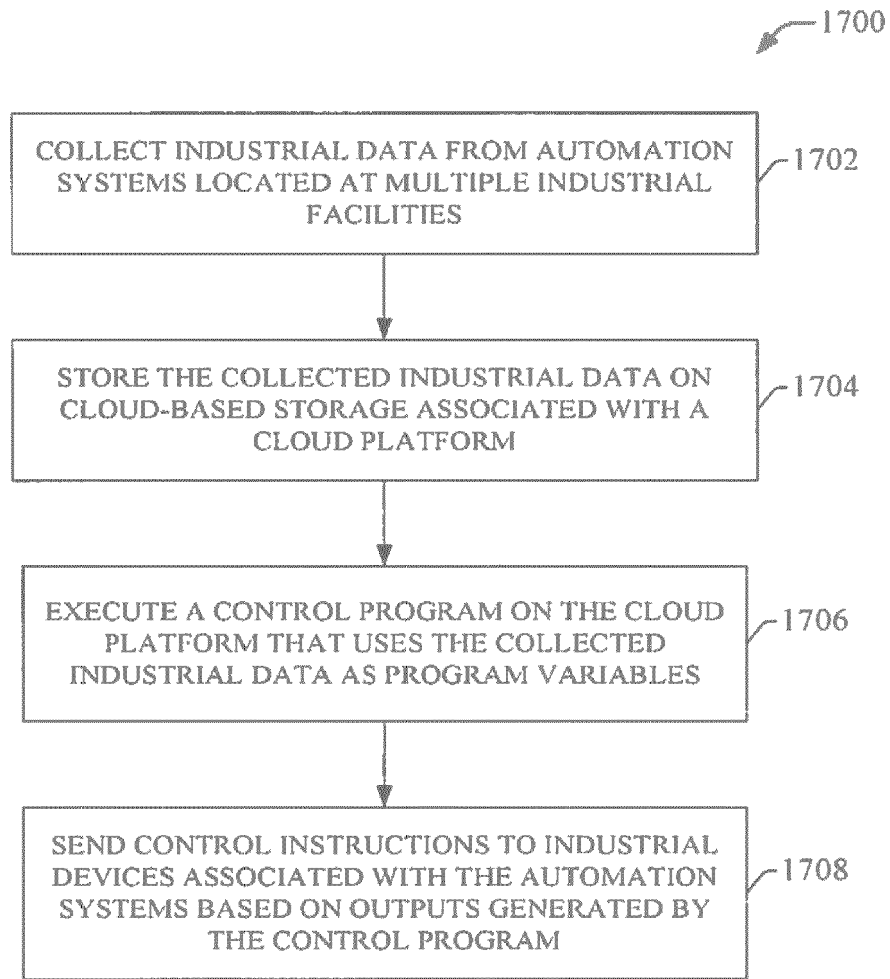 1700
COLLECT INDUSTRIAL DATA FROM AUTOMATION
SYSTEMS LOCATED AT MULTIPLE INDUSTRIAL
FACILITIES
1702
STORE THE COLLECTED INDUSTRIAL DATA ON
CLOUD-BASED STORAGE ASSOCIATED WITH A
CLOUD PLATFORM
1704
EXECUTE A CONTROL PROGRAM ON THE CLOUD
PLATFORM THAT USES THE COLLECTED
INDUSTRIAL DATA AS PROGRAM VARIABLES
1706
SEND CONTROL INSTRUCTIONS TO INDUSTRIAL
DEVICES ASSOCIATED WITH THE AUTOMATION
SYSTEMS BASED ON OUTPUTS GENERATED BY
THE CONTROL PROGRAM
1708